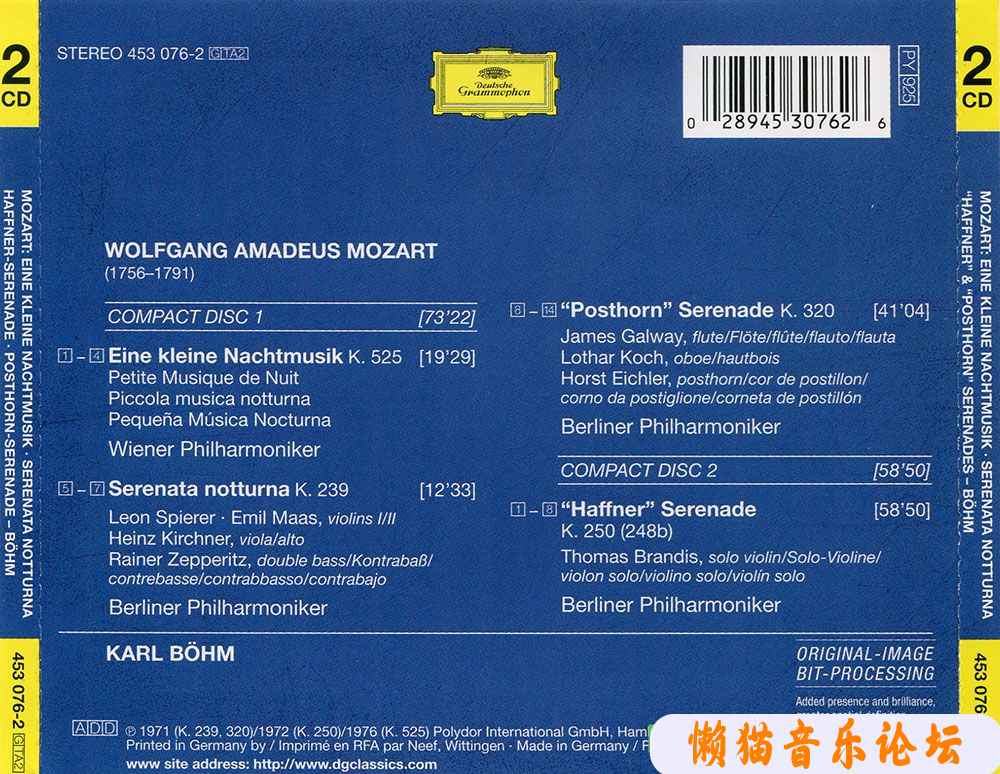 2
CD
STEREO 453 076-2 GITA2
Deutsche
Grammophon
0 28945 30762 6
PY 925
2
CD
MOZART: EINE KLEINE NACHTMUSIK · SERENATA NOTTURNA
HAFFNER-SERENADE · POSTHORN-SERENADE – BÖHM
WOLFGANG AMADEUS MOZART
(1756–1791)
COMPACT DISC 1 [73'22]
1 – 4 Eine kleine Nachtmusik K. 525 [19'29]
Petite Musique de Nuit
Piccola musica notturna
Pequeña Música Nocturna
Wiener Philharmoniker
5 – 7 Serenata notturna K. 239 [12'33]
Leon Spierer · Emil Maas, violins I/II
Heinz Kirchner, viola/alto
Rainer Zepperitz, double bass/Kontrabaß/
contrebasse/contrabbasso/contrabajo
Berliner Philharmoniker
8 – 14 “Posthorn” Serenade K. 320 [41'04]
James Galway, flute/Flöte/flûte/flauto/flauta
Lothar Koch, oboe/hautbois
Horst Eichler, posthorn/cor de postillon/
corno da postiglione/corneta de postillón
Berliner Philharmoniker
COMPACT DISC 2 [58'50]
1 – 8 “Haffner” Serenade [58'50]
K. 250 (248b)
Thomas Brandis, solo violin/Solo-Violine/
violon solo/violino solo/violín solo
Berliner Philharmoniker
MOZART: EINE KLEINE NACHTMUSIK · SERENATA NOTTURNA
“HAFFNER” & “POSTHORN” SERENADES – BÖHM
KARL BÖHM
ORIGINAL-IMAGE
BIT-PROCESSING
Added presence and brilliance,
453 076-2 GITA2
ADD ℗ 1971 (K. 239, 320)/1972 (K. 250)/1976 (K. 525) Polydor International GmbH,
Printed in Germany by / Imprimé en RFA par Neef, Wittingen · Made in Germany /
www site address: http://www.dgclassics.com
453 076
懒猫音乐论坛